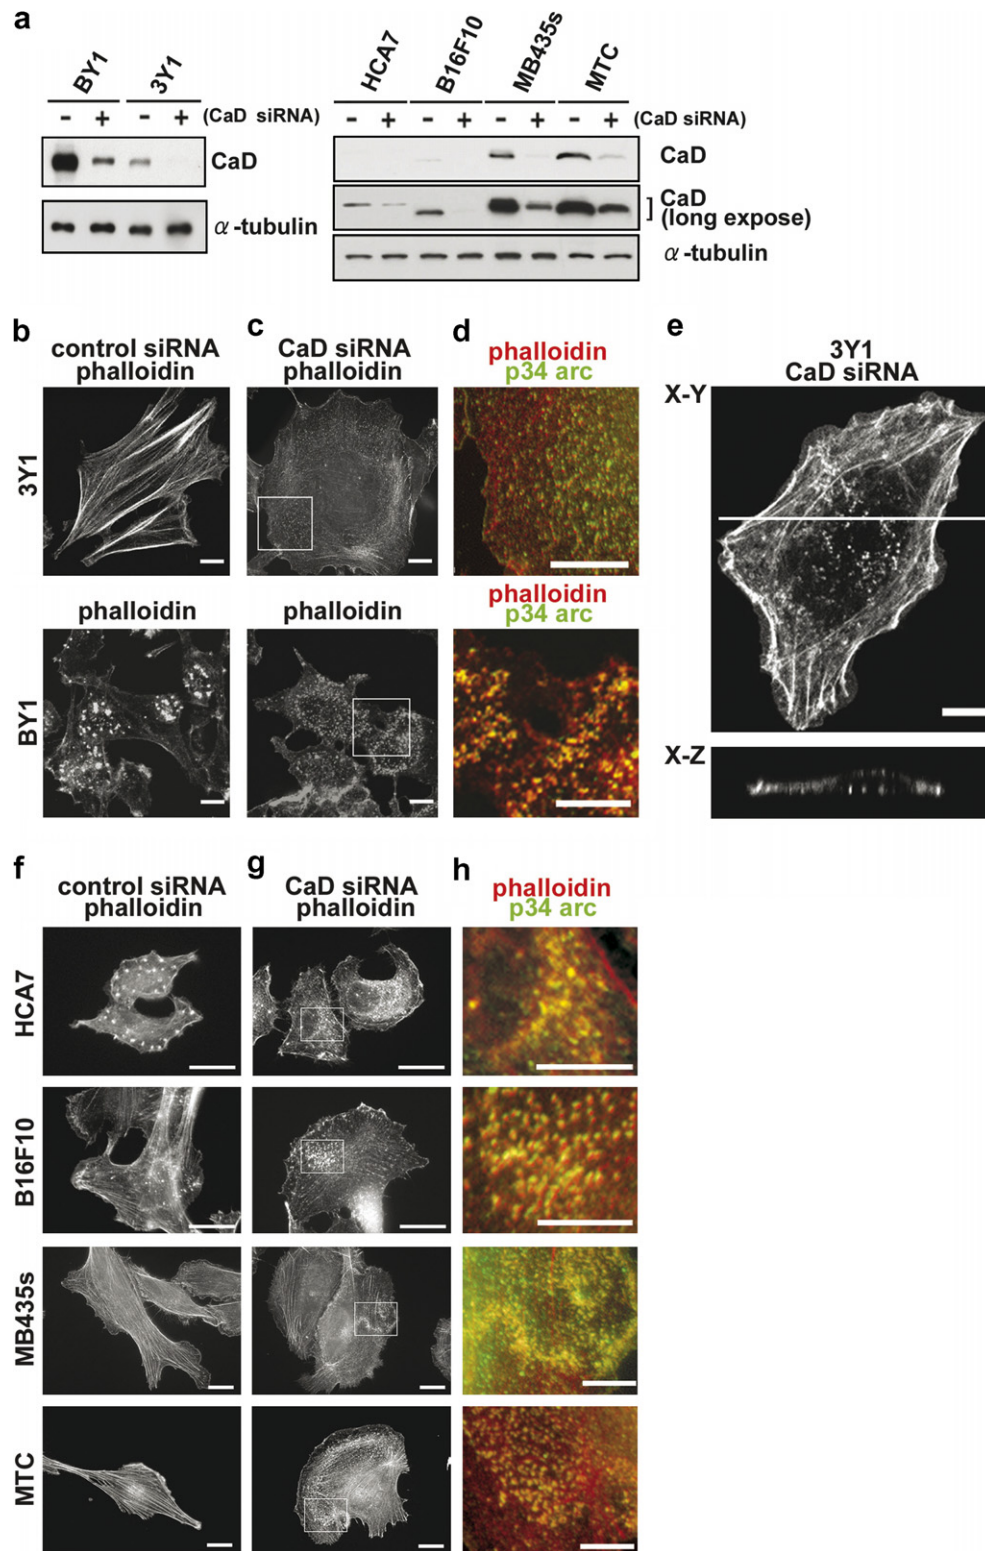 a
BY1 3Y1
- + - + (CaD siRNA)
CaD
α-tubulin
HCA7 B16F10 MB435s MTC
- + - + - + - + (CaD siRNA)
CaD
CaD
(long expose)
α-tubulin
b
control siRNA
phalloidin
c
CaD siRNA
phalloidin
d
phalloidin
p34 arc
e
3Y1
CaD siRNA
X-Y
3Y1
phalloidin
phalloidin
phalloidin
p34 arc
BY1
X-Z
f
control siRNA
phalloidin
g
CaD siRNA
phalloidin
h
phalloidin
p34 arc
HCA7
B16F10
MB435s
MTC